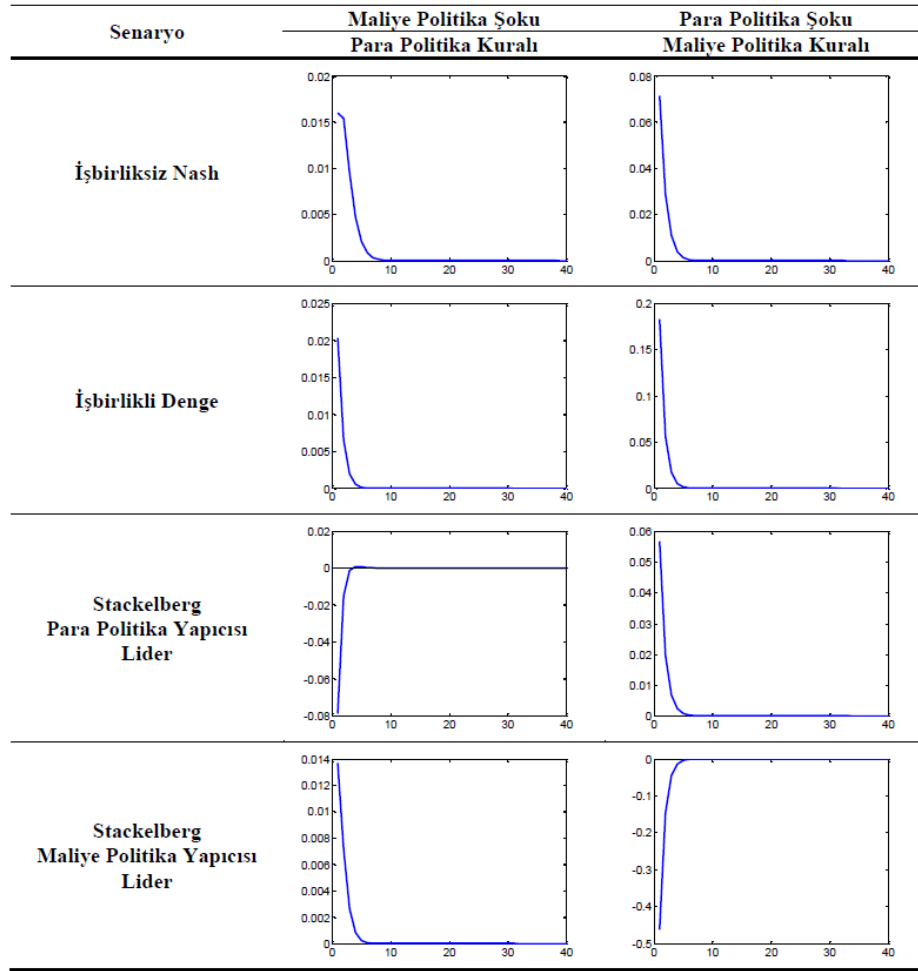 Senaryo
Maliye Politika Şoku
Para Politika Şoku
Para Politika Kuralı
Maliye Politika Kuralı
İşbirliksiz Nash
0.02
0.015
0.01
0.005
0
0 10 20 30 40
0.08
0.06
0.04
0.02
0
0 10 20 30 40
İşbirlikli Denge
0.025
0.02
0.015
0.01
0.005
0
0 10 20 30 40
0.2
0.15
0.1
0.05
0
0 10 20 30 40
Stackelberg
Para Politika Yapıcısı
Lider
0.02
0
-0.02
-0.04
-0.06
-0.08
0 10 20 30 40
0.06
0.05
0.04
0.03
0.02
0.01
0
0 10 20 30 40
Stackelberg
Maliye Politika Yapıcısı
Lider
0.014
0.012
0.01
0.008
0.006
0.004
0.002
0
0 10 20 30 40
0
-0.1
-0.2
-0.3
-0.4
-0.5
0 10 20 30 40